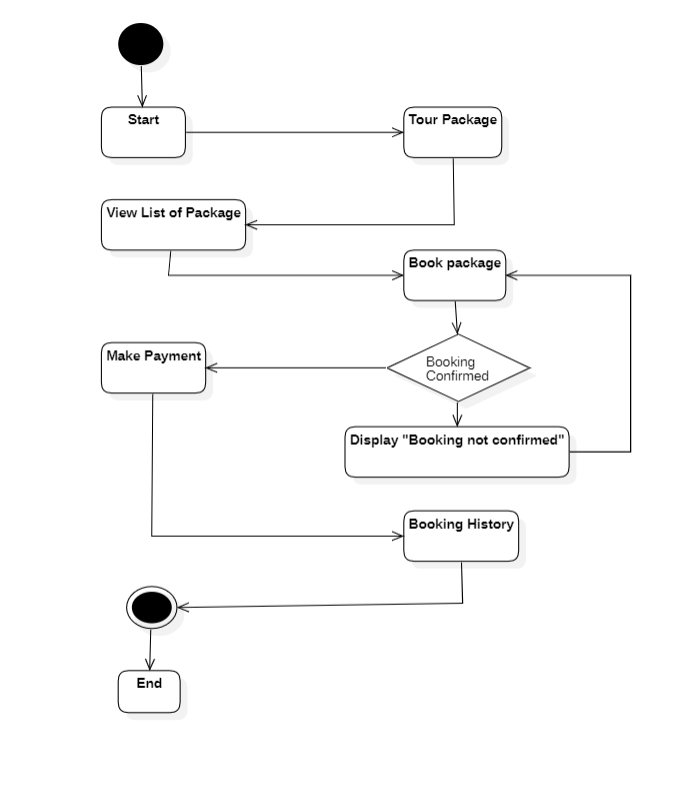 Start
Tour Package
View List of Package
Book package
Make Payment
Booking
Confirmed
Display "Booking not confirmed"
Booking History
End